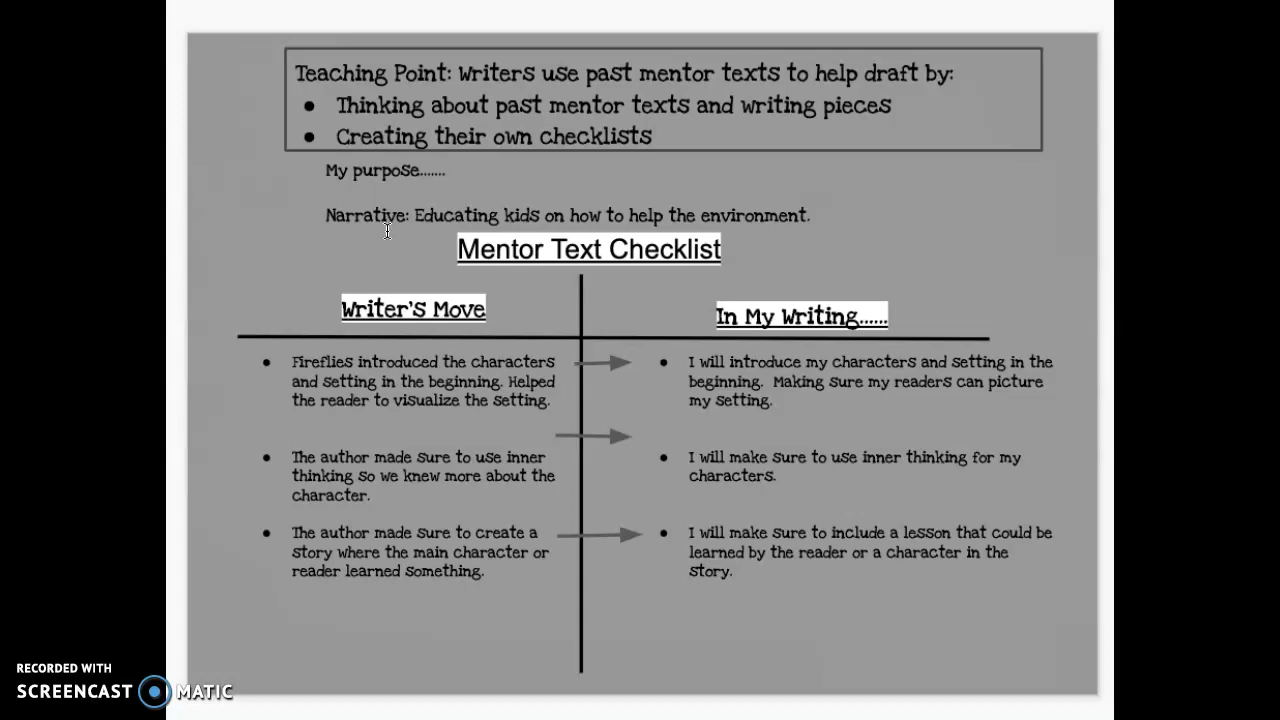 Teaching Point: Writers use past mentor texts to help draft by:
● Thinking about past mentor texts and writing pieces
● Creating their own checklists
My purpose.......
Narrative: Educating kids on how to help the environment.
Mentor Text Checklist
Writer's Move
● Fireflies introduced the characters
and setting in the beginning. Helped
the reader to visualize the setting.
● The author made sure to use inner
thinking so we knew more about the
character.
● The author made sure to create a
story where the main character or
reader learned something.
In My Writing......
● I will introduce my characters and setting in the
beginning. Making sure my readers can picture
my setting.
● I will make sure to use inner thinking for my
characters.
● I will make sure to include a lesson that could be
learned by the reader or a character in the
story.
RECORDED WITH
SCREENCAST MATIC